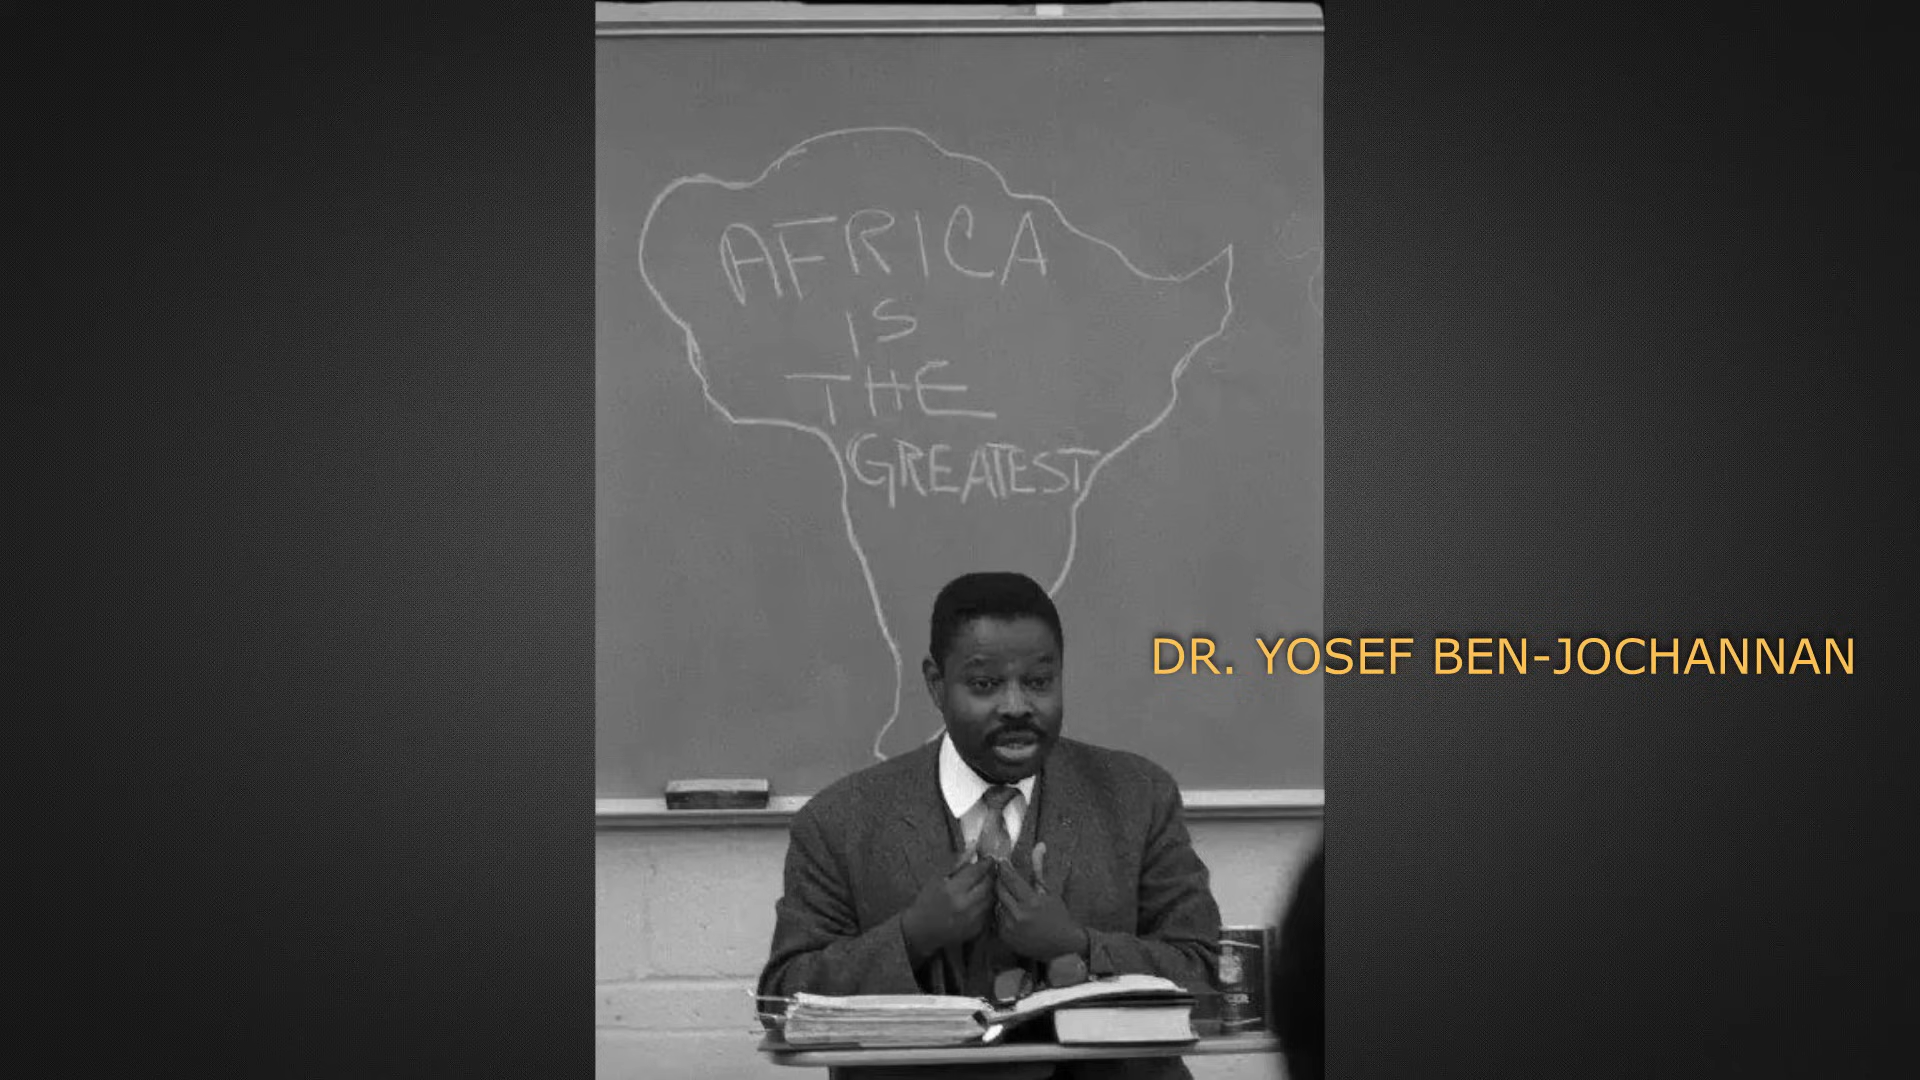 AFRICA
IS
THE
GREATEST
DR. YOSEF BEN-JOCHANNAN